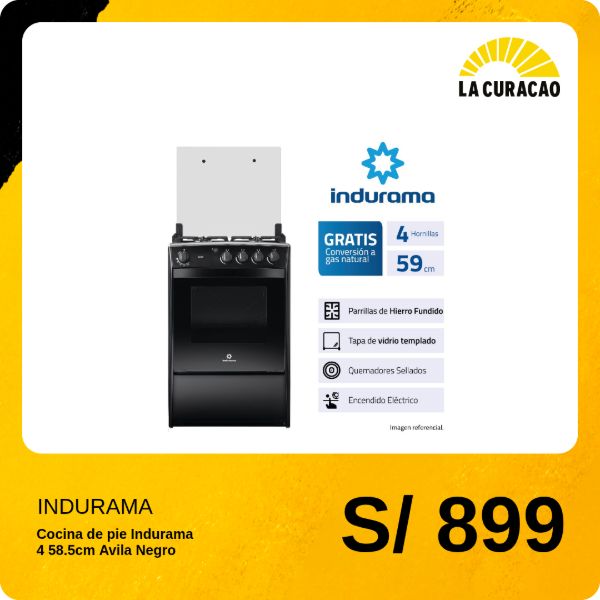 LA CURACAO
indurama
GRATIS
Conversión a
gas natural
4 Hornillas
59 cm
Parrillas de Hierro Fundido
Tapa de vidrio templado
Quemadores Sellados
Encendido Eléctrico
Imagen referencial.
indurama
INDURAMA
Cocina de pie Indurama
4 58.5cm Avila Negro
S/ 899